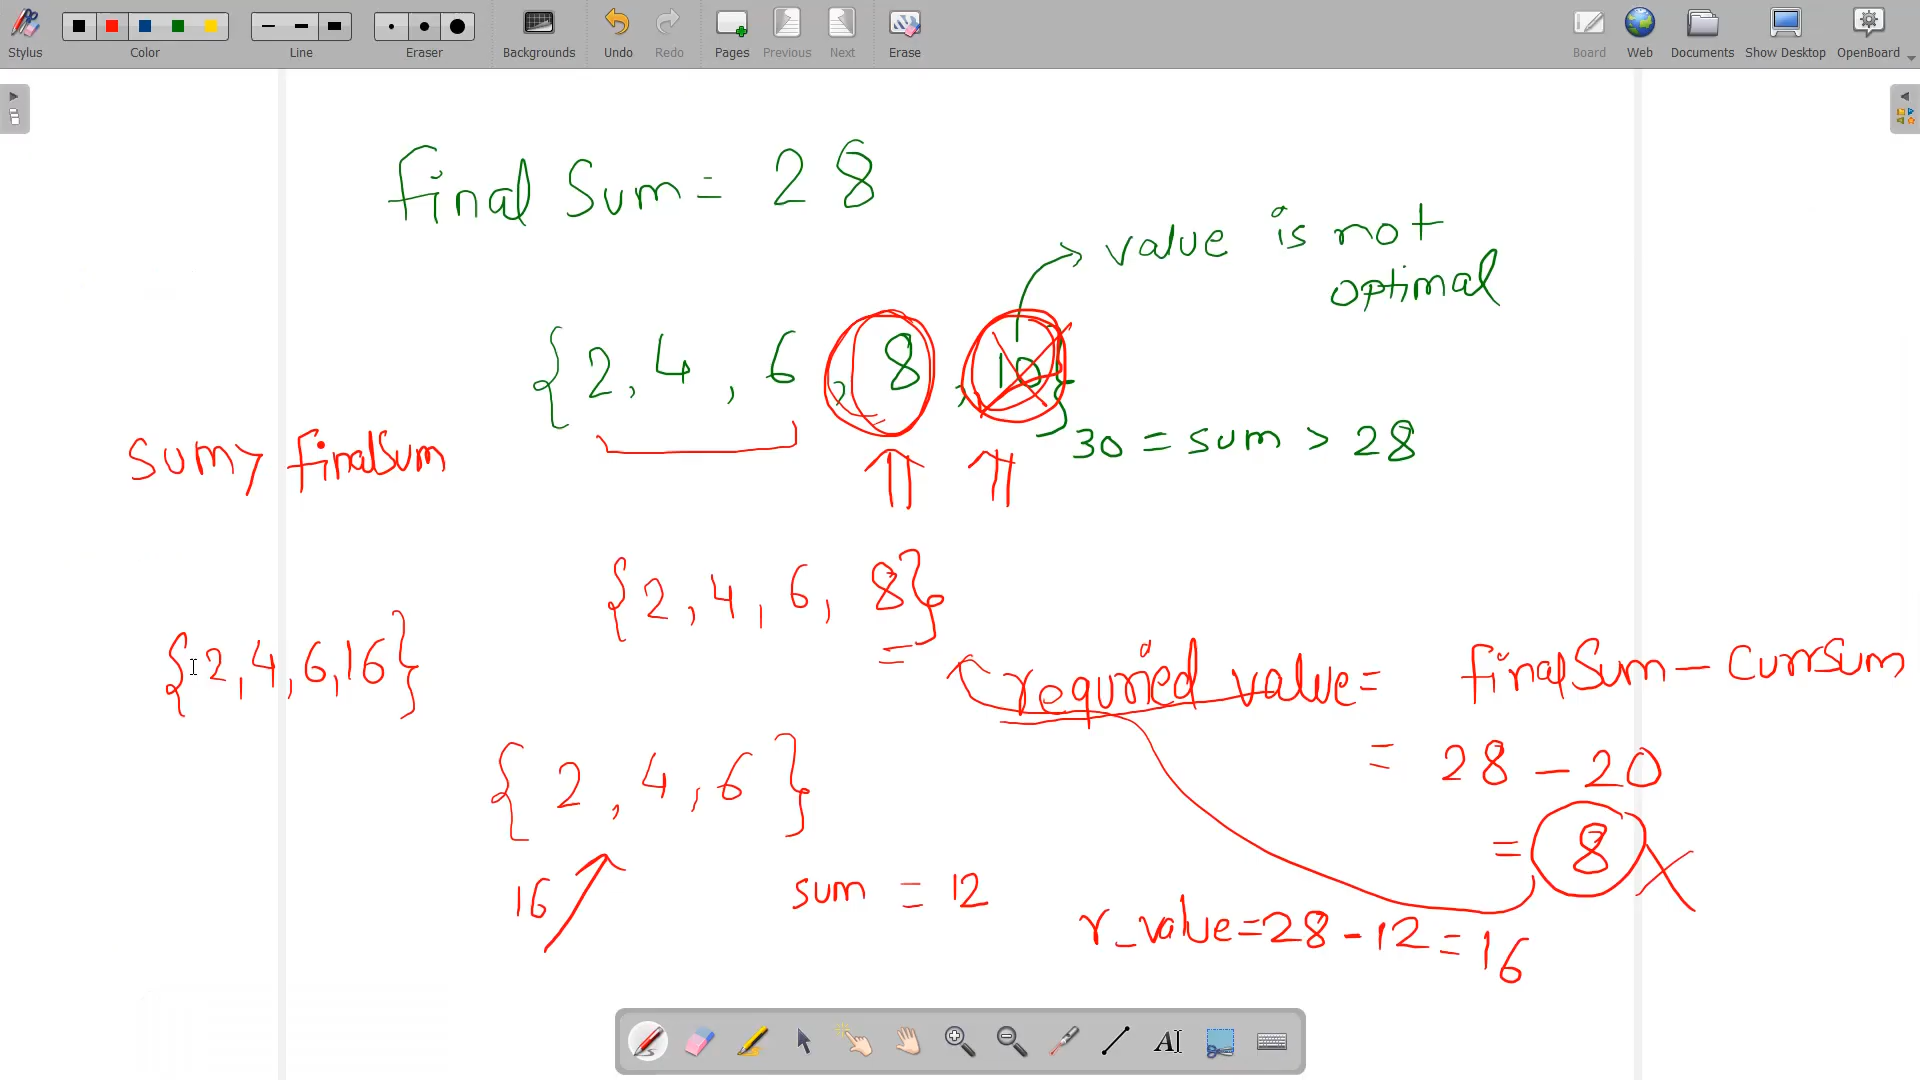 Stylus Color Line Eraser Backgrounds Undo Redo Pages Previous Next Erase Board Web Documents Show Desktop OpenBoard
final Sum = 28
value is not
optimal
{2, 4, 6, 8, 10}
30 = sum > 28
sum > finalSum
{2, 4, 6, 8}
{2, 4, 6, 16}
requried value = finalSum - CurrSum
= 28 - 20
{2, 4, 6}
= 8
16
sum = 12
r_value = 28 - 12 = 16